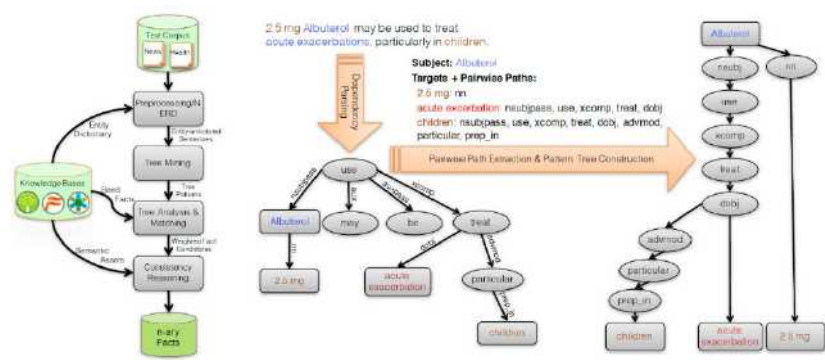 Text Corpus
News
Health
Preprocessing/N
ERD
Entity
Dictionary
Entity-annotated
Sentences
Tree Mining
Knowledge Bases
Seed
Facts
Tree
Patterns
Tree Analysis &
Matching
Weighted Fact
Candidates
Semantic
Assets
Consistency
Reasoning
n-ary
Facts
2.5 mg Albuterol may be used to treat
acute exacerbations, particularly in children.
Dependency
Parsing
Subject: Albuterol
Targets + Pairwise Paths:
2.5 mg: nn
acute excerbation: nsubjpass, use, xcomp, treat, dobj
children: nsubjpass, use, xcomp, treat, dobj, advmod,
particular, prep_in
Pairwise Path Extraction & Pattern Tree Construction
use
nsubjpass
aux
auxpass
xcomp
Albuterol
may
be
treat
nn
dobj
advmod
2.5 mg
acute
exacerbation
particular
prep_in
children
Albuterol
nsubj
nn
use
xcomp
treat
dobj
advmod
particular
prep_in
children
acute
exacerbation
2.5 mg